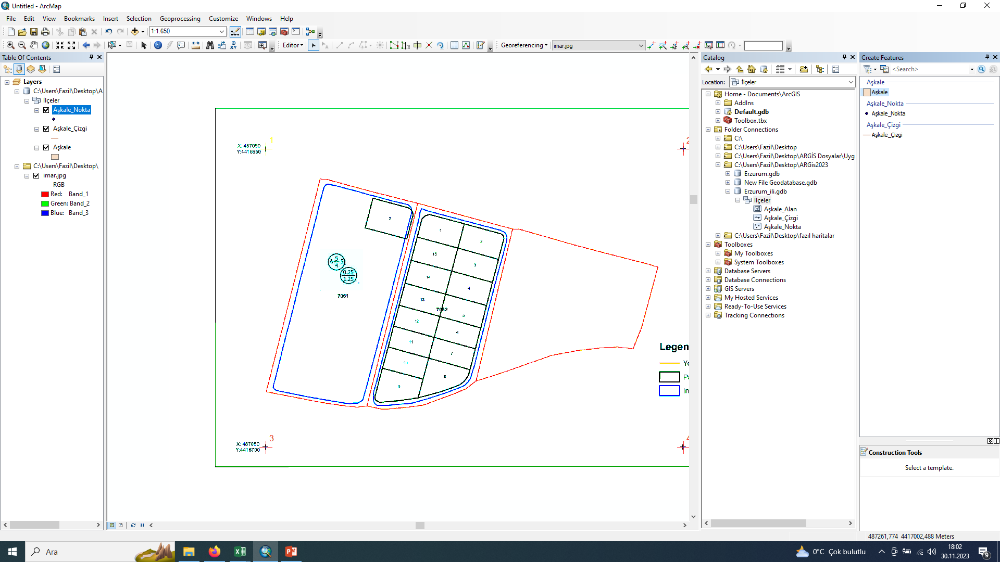 Untitled - ArcMap
File Edit View Bookmarks Insert Selection Geoprocessing Customize Windows Help
1:1.650
Editor
Georeferencing
imar.jpg
Table Of Contents
Layers
C:\Users\Fazil\Desktop\A
İlçeler
Aşkale_Nokta
Aşkale_Çizgi
Aşkale
C:\Users\Fazil\Desktop\
imar.jpg
RGB
Red: Band_1
Green: Band_2
Blue: Band_3
1
X: 487050
Y:4416950
2
2
1
2
15
3
14
4
13
7052
5
12
6
11
7
10
8
9
A 5 5
4
0.25
1.25
7051
Legen
3
X: 487050
Y:4416700
4
Catalog
Location: İlçeler
Home - Documents\ArcGIS
AddIns
Default.gdb
Toolbox.tbx
Folder Connections
C:\
C:\Users\Fazil\Desktop
C:\Users\Fazil\Desktop\ARGİS Dosyalar\Uyg
C:\Users\Fazil\Desktop\ARGis2023
Erzurum.gdb
New File Geodatabase.gdb
Erzurum_ili.gdb
İlçeler
Aşkale_Alan
Aşkale_Çizgi
Aşkale_Nokta
C:\Users\Fazil\Desktop\fazıl haritalar
Toolboxes
My Toolboxes
System Toolboxes
Database Servers
Database Connections
GIS Servers
My Hosted Services
Ready-To-Use Services
Tracking Connections
Create Features
<Search>
Aşkale
Aşkale
Aşkale_Nokta
Aşkale_Nokta
Aşkale_Çizgi
Aşkale_Çizgi
Construction Tools
Select a template.
487261,774 4417002,488 Meters
Ara
0°C Çok bulutlu
18:02
30.11.2023
9